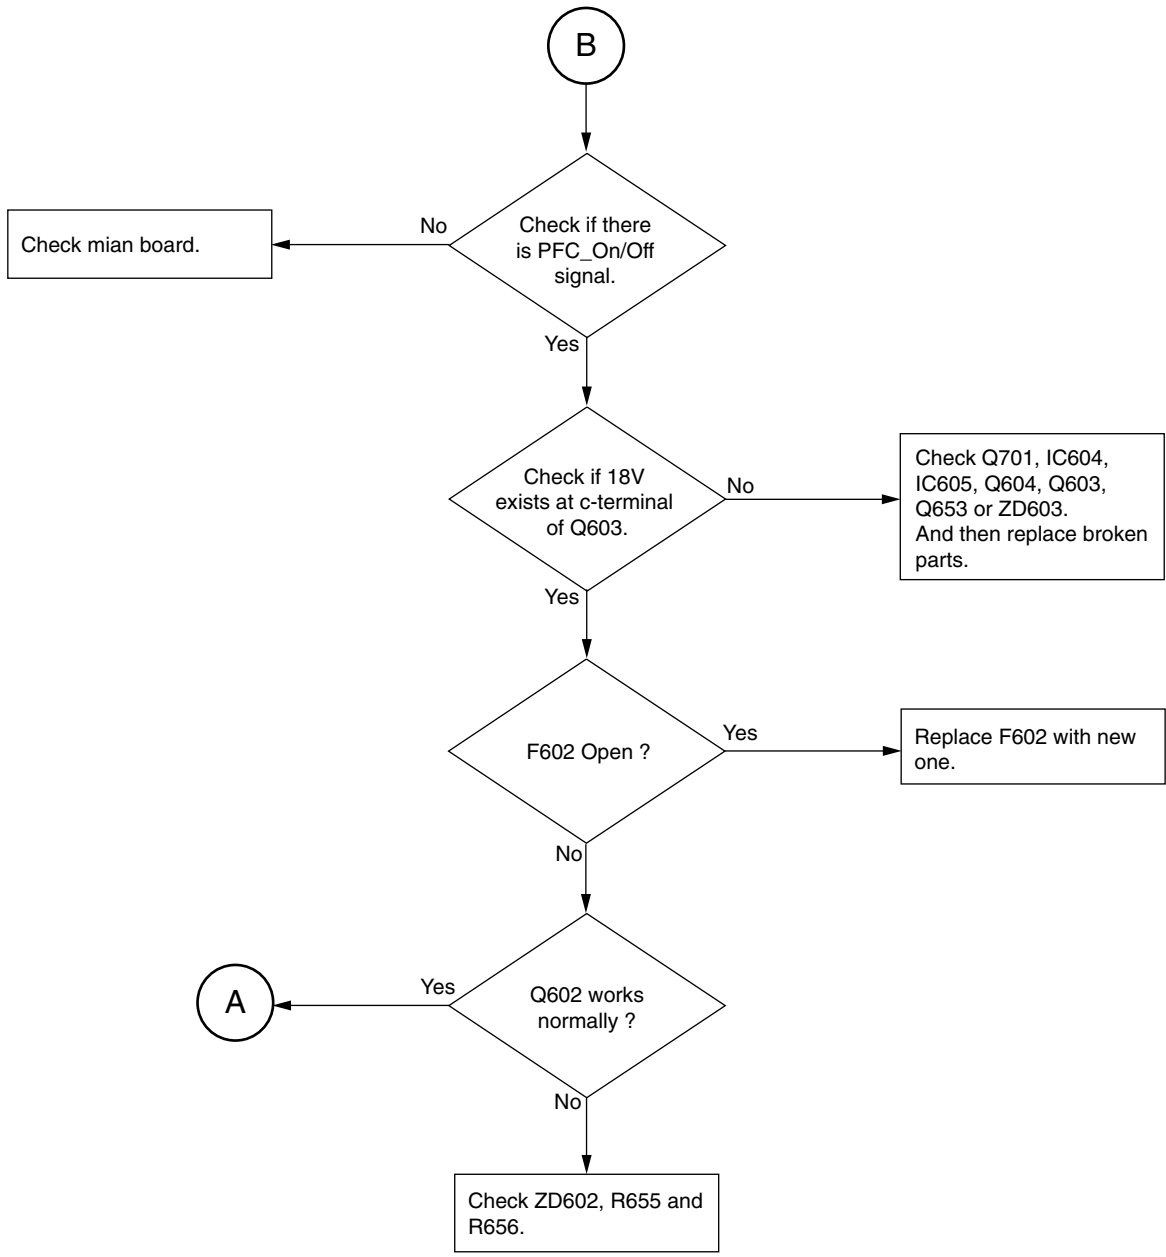 B
Check if there
is PFC_On/Off
signal.
No
Check mian board.
Yes
Check if 18V
exists at c-terminal
of Q603.
No
Check Q701, IC604,
IC605, Q604, Q603,
Q653 or ZD603.
And then replace broken
parts.
Yes
F602 Open ?
Yes
Replace F602 with new
one.
No
Q602 works
normally ?
Yes
A
No
Check ZD602, R655 and
R656.